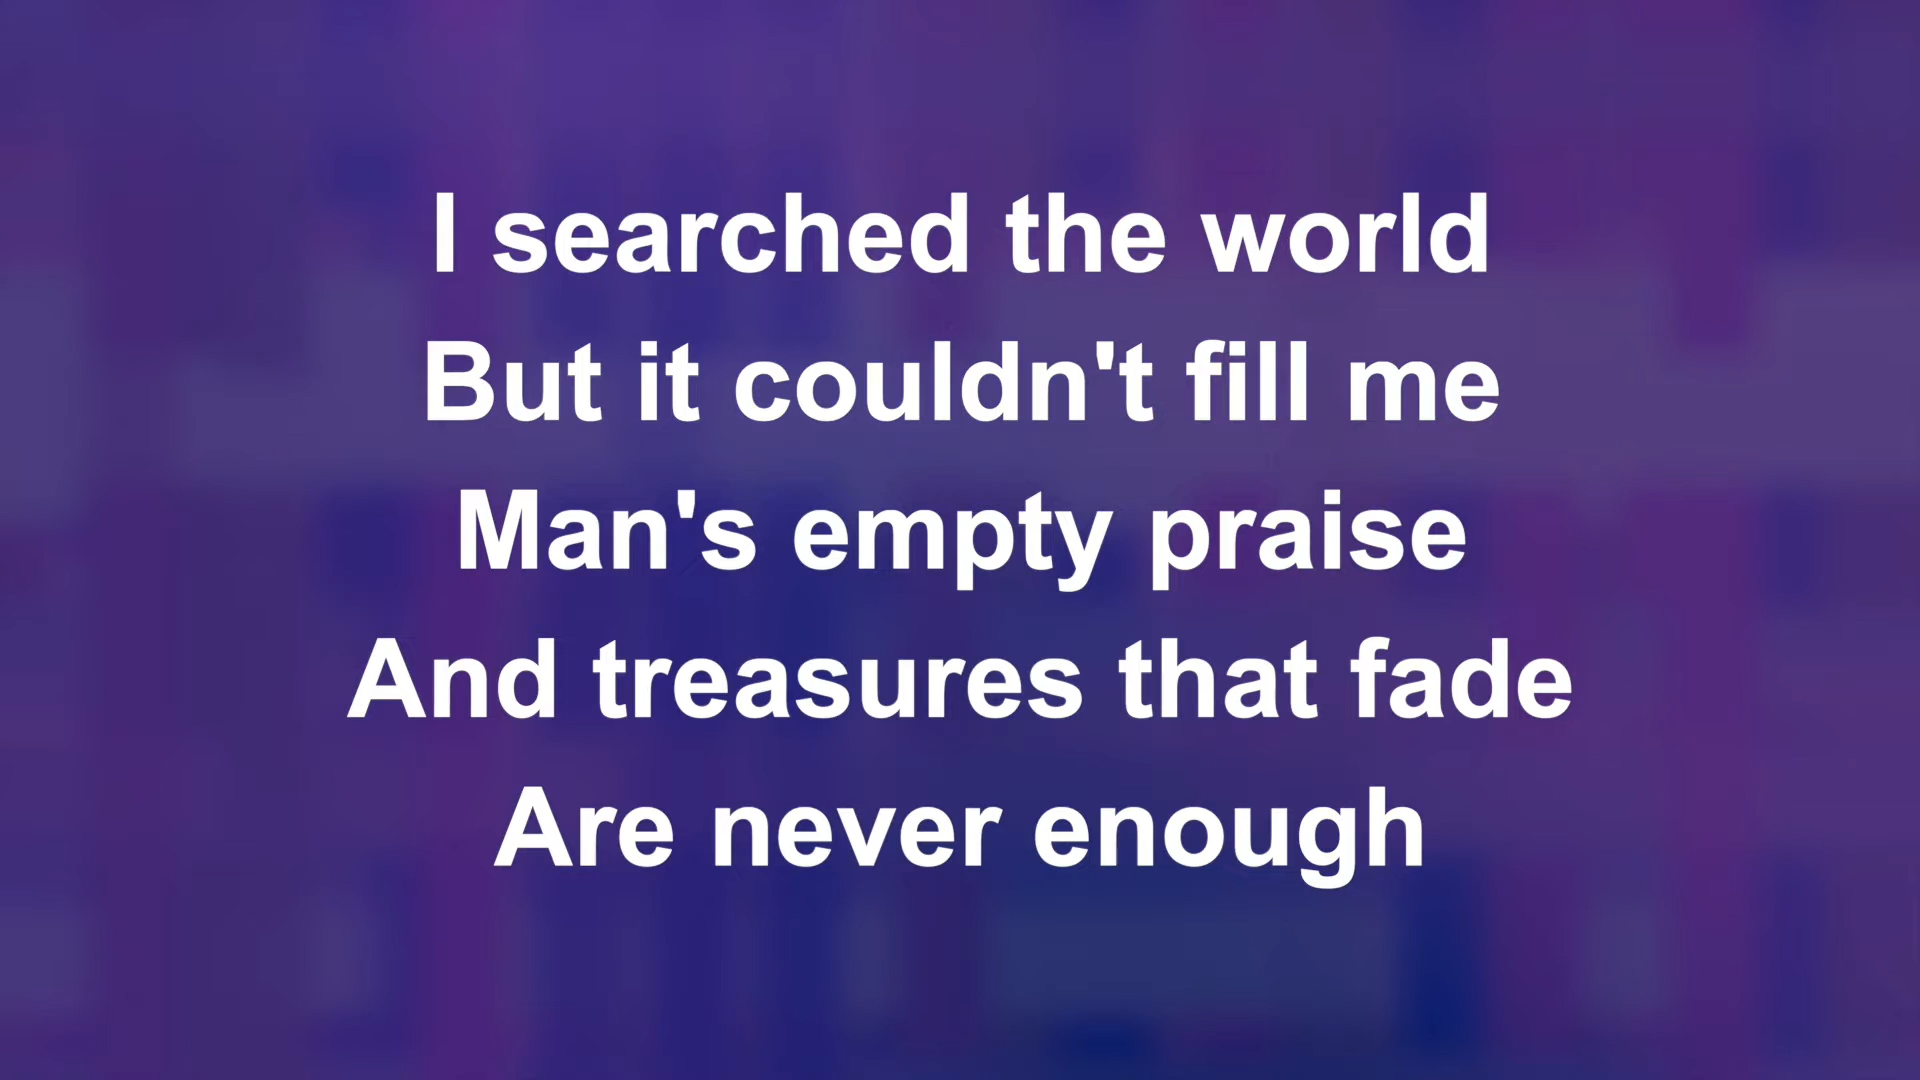 I searched the world
But it couldn't fill me
Man's empty praise
And treasures that fade
Are never enough